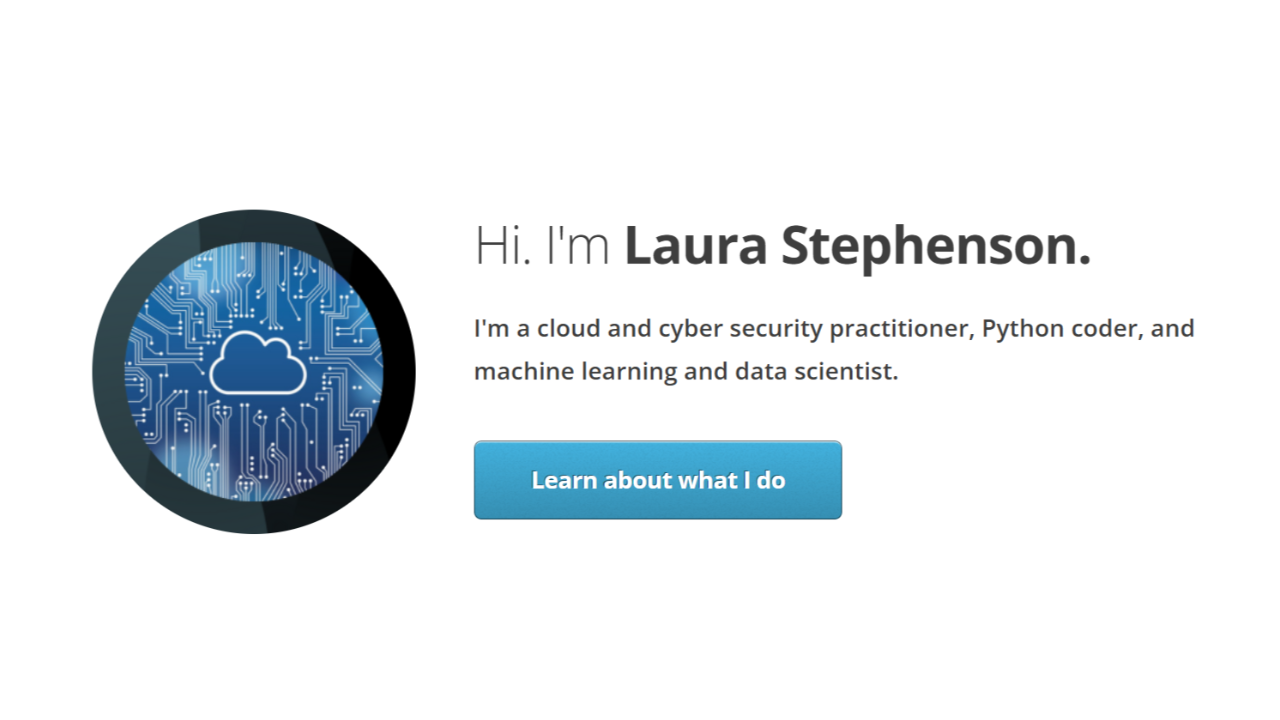 Hi. I'm Laura Stephenson.
I'm a cloud and cyber security practitioner, Python coder, and
machine learning and data scientist.
Learn about what I do